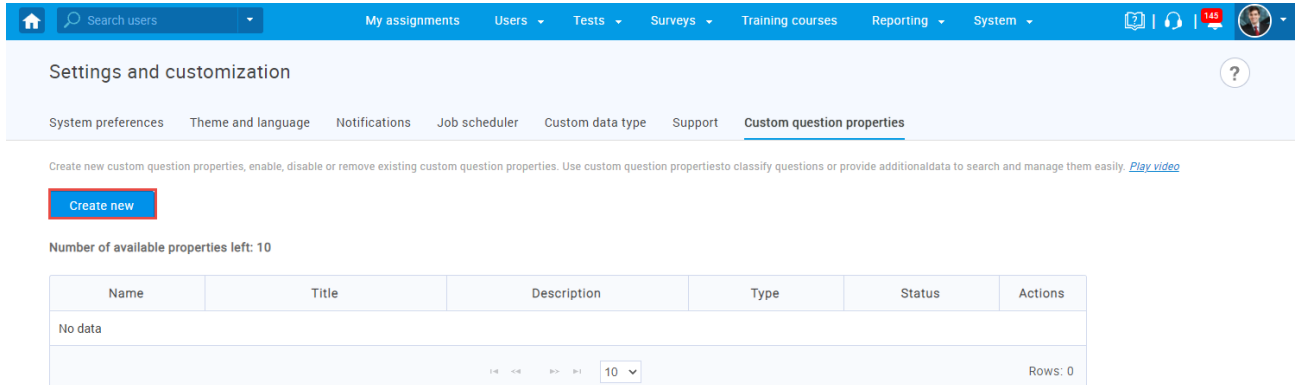 Search users My assignments Users Tests Surveys Training courses Reporting System 145
Settings and customization ?
System preferences Theme and language Notifications Job scheduler Custom data type Support Custom question properties
Create new custom question properties, enable, disable or remove existing custom question properties. Use custom question propertiesto classify questions or provide additionaldata to search and manage them easily. Play video
Create new
Number of available properties left: 10
Name Title Description Type Status Actions
No data
10 Rows: 0